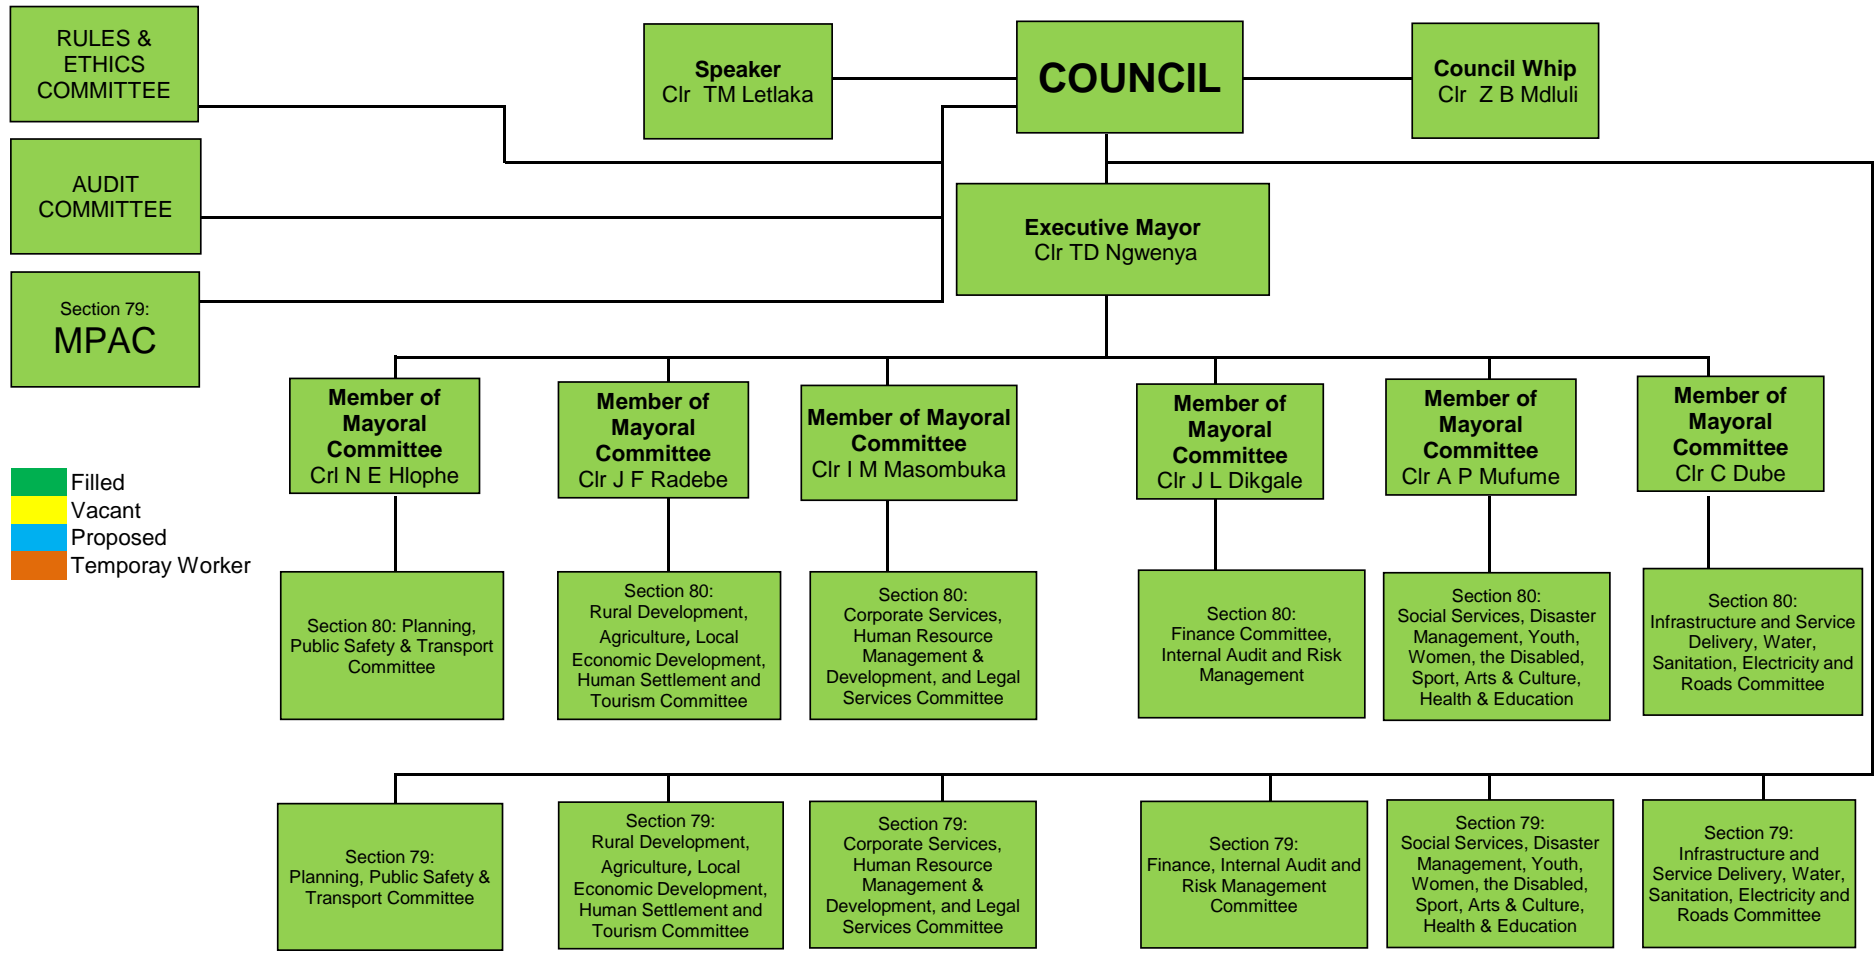 RULES &
ETHICS
COMMITTEE
Speaker
Clr TM Letlaka
COUNCIL
Council Whip
Clr Z B Mdluli
AUDIT
COMMITTEE
Executive Mayor
Clr TD Ngwenya
Section 79:
MPAC
Member of
Mayoral
Committee
Crl N E Hlophe
Member of
Mayoral
Committee
Clr J F Radebe
Member of Mayoral
Committee
Clr I M Masombuka
Member of
Mayoral
Committee
Clr J L Dikgale
Member of
Mayoral
Committee
Clr A P Mufume
Member of
Mayoral
Committee
Clr C Dube
Filled
Vacant
Proposed
Temporay Worker
Section 80: Planning,
Public Safety & Transport
Committee
Section 80:
Rural Development,
Agriculture, Local
Economic Development,
Human Settlement and
Tourism Committee
Section 80:
Corporate Services,
Human Resource
Management &
Development, and Legal
Services Committee
Section 80:
Finance Committee,
Internal Audit and Risk
Management
Section 80:
Social Services, Disaster
Management, Youth,
Women, the Disabled,
Sport, Arts & Culture,
Health & Education
Section 80:
Infrastructure and Service
Delivery, Water,
Sanitation, Electricity and
Roads Committee
Section 79:
Planning, Public Safety &
Transport Committee
Section 79:
Rural Development,
Agriculture, Local
Economic Development,
Human Settlement and
Tourism Committee
Section 79:
Corporate Services,
Human Resource
Management &
Development, and Legal
Services Committee
Section 79:
Finance, Internal Audit and
Risk Management
Committee
Section 79:
Social Services, Disaster
Management, Youth,
Women, the Disabled,
Sport, Arts & Culture,
Health & Education
Section 79:
Infrastructure and
Service Delivery, Water,
Sanitation, Electricity and
Roads Committee